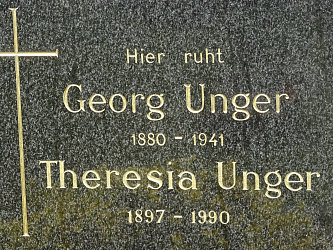 Hier ruht
Georg Unger
1880 - 1941
Theresia Unger
1897 - 1990